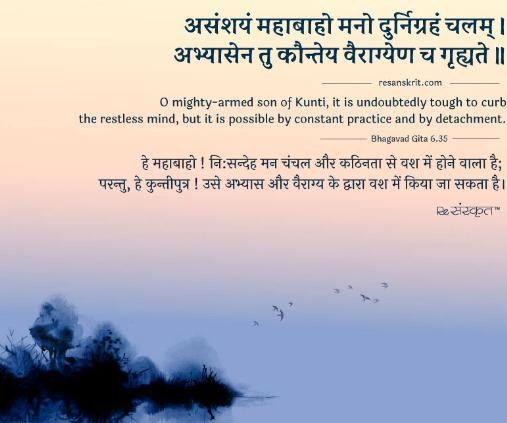 असंशयं महाबाहो मनो दुर्निग्रहं चलम् ।
अभ्यासेन तु कौन्तेय वैराग्येण च गृह्यते ॥
resanskrit.com
O mighty-armed son of Kunti, it is undoubtedly tough to curb
the restless mind, but it is possible by constant practice and by detachment.
Bhagavad Gita 6.35
हे महाबाहो ! नि:सन्देह मन चंचल और कठिनता से वश में होने वाला है;
परन्तु, हे कुन्तीपुत्र ! उसे अभ्यास और वैराग्य के द्वारा वश में किया जा सकता है।
Re संस्कृत™